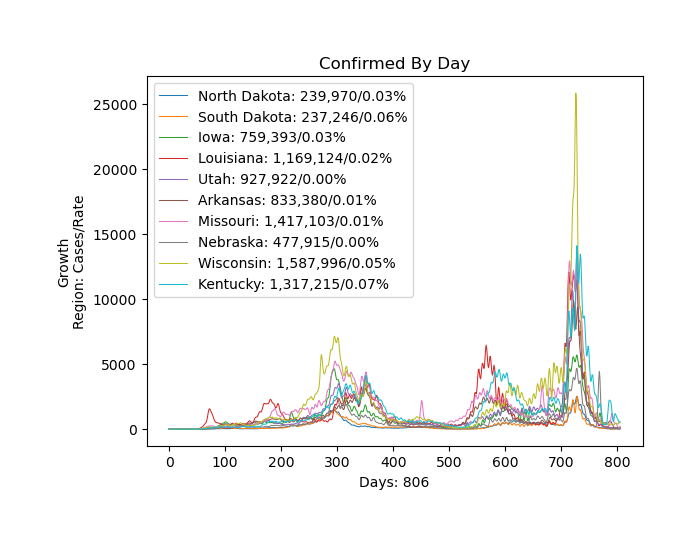 Confirmed By Day
North Dakota: 239,970/0.03%
South Dakota: 237,246/0.06%
Iowa: 759,393/0.03%
Louisiana: 1,169,124/0.02%
Utah: 927,922/0.00%
Arkansas: 833,380/0.01%
Missouri: 1,417,103/0.01%
Nebraska: 477,915/0.00%
Wisconsin: 1,587,996/0.05%
Kentucky: 1,317,215/0.07%
Growth
Region: Cases/Rate
25000
20000
15000
10000
5000
0
0 100 200 300 400 500 600 700 800
Days: 806